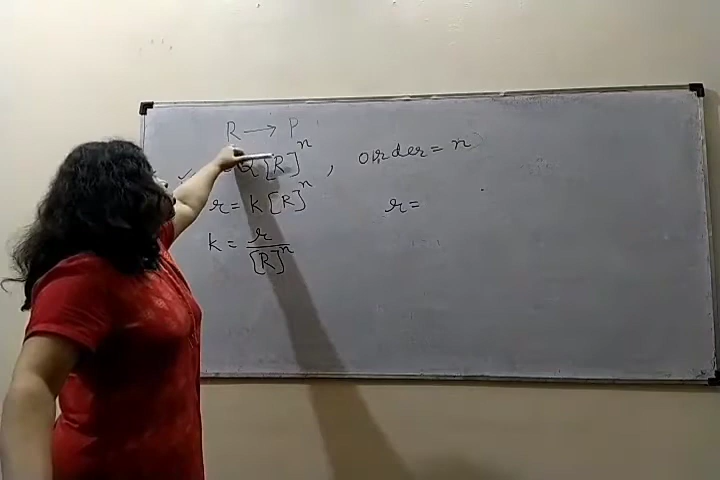 R → P
α [R]^n , order = n
r = k [R]^n r =
k = r / [R]^n